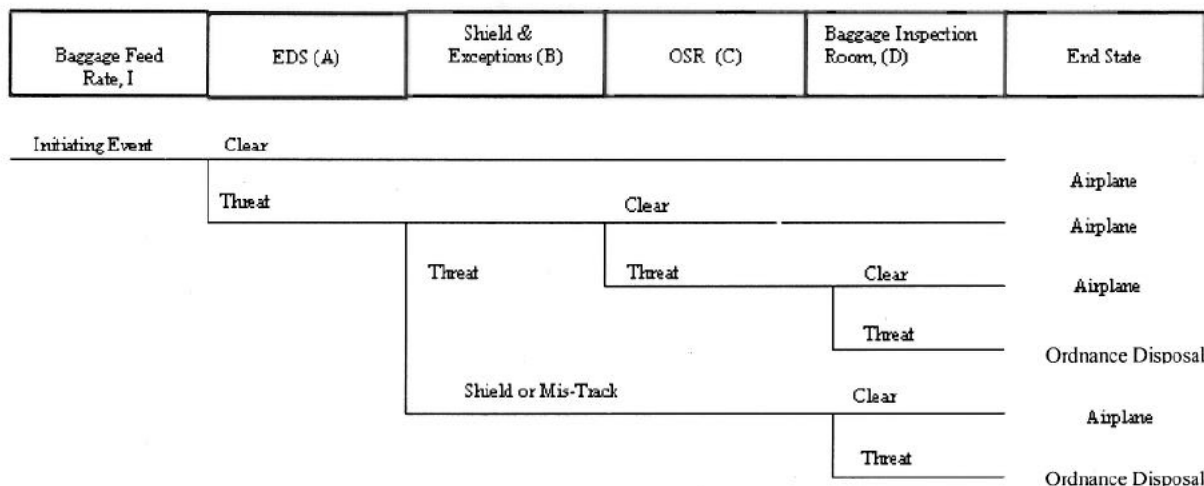 Baggage Feed
Rate, I
EDS (A)
Shield &
Exceptions (B)
OSR (C)
Baggage Inspection
Room, (D)
End State
Initiating Event
Clear
Airplane
Threat
Clear
Airplane
Threat
Threat
Clear
Airplane
Threat
Ordnance Disposal
Shield or Mis-Track
Clear
Airplane
Threat
Ordnance Disposal